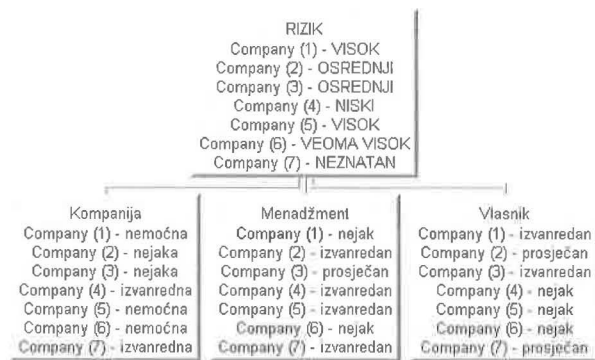 RIZIK
Company (1) - VISOK
Company (2) - OSREDNJI
Company (3) - OSREDNJI
Company (4) - NISKI
Company (5) - VISOK
Company (6) - VEOMA VISOK
Company (7) - NEZNATAN
Kompanija
Company (1) - nemoćna
Company (2) - nejaka
Company (3) - nejaka
Company (4) - izvanredna
Company (5) - nemoćna
Company (6) - nemoćna
Company (7) - izvanredna
Menadžment
Company (1) - nejak
Company (2) - izvanredan
Company (3) - prosječan
Company (4) - izvanredan
Company (5) - izvanredan
Company (6) - nejak
Company (7) - izvanredan
Vlasnik
Company (1) - izvanredan
Company (2) - prosječan
Company (3) - izvanredan
Company (4) - nejak
Company (5) - nejak
Company (6) - nejak
Company (7) - prosječan